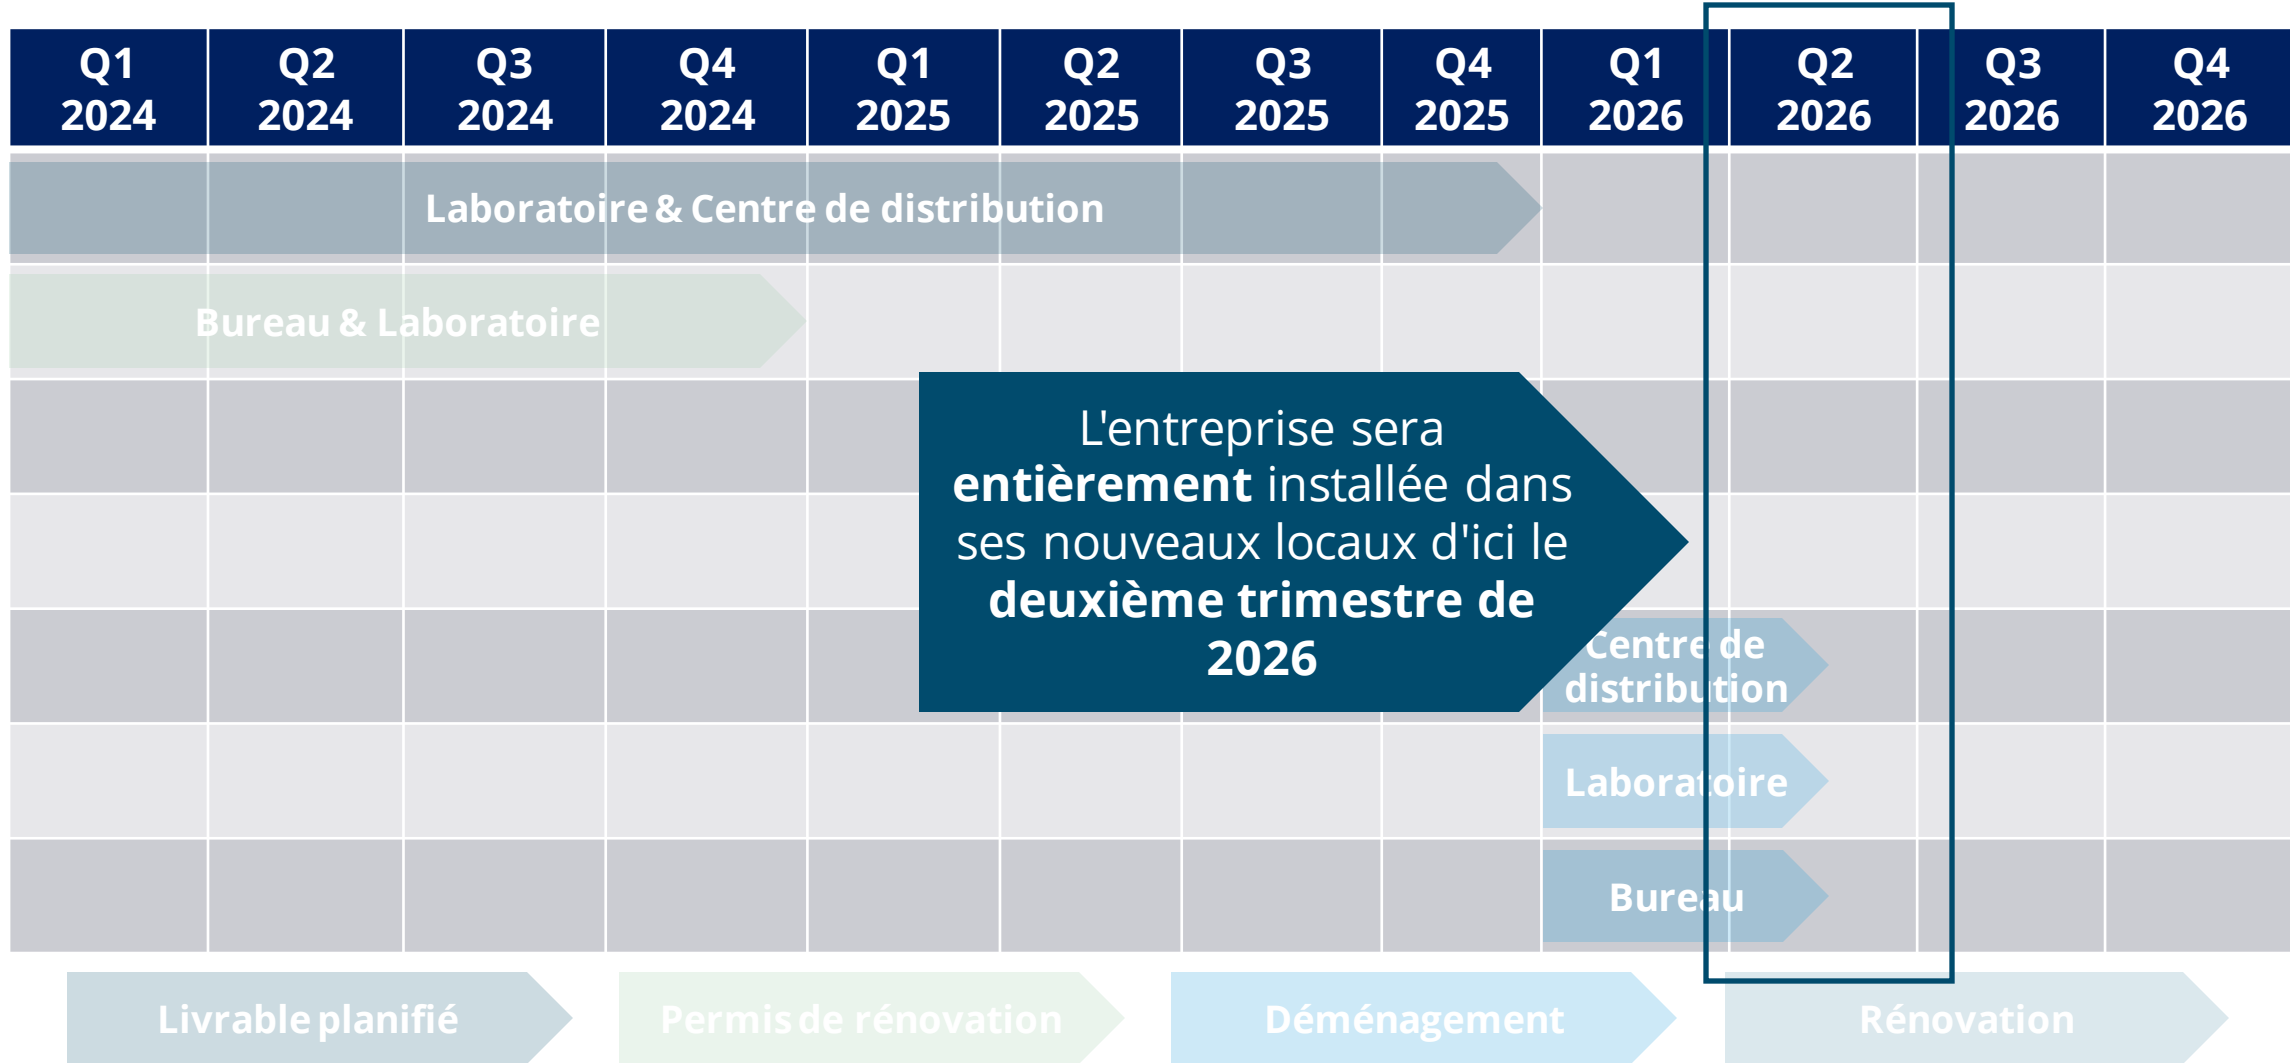 Q1 Q2 Q3 Q4 Q1 Q2 Q3 Q4 Q1 Q2 Q3 Q4
2024 2024 2024 2024 2025 2025 2025 2025 2026 2026 2026 2026
Laboratoire & Centre de distribution
Bureau & Laboratoire
L'entreprise sera
entièrement installée dans
ses nouveaux locaux d'ici le
deuxième trimestre de
2026
Centre de
distribution
Laboratoire
Bureau
Livrable planifié
Permis de rénovation
Déménagement
Rénovation